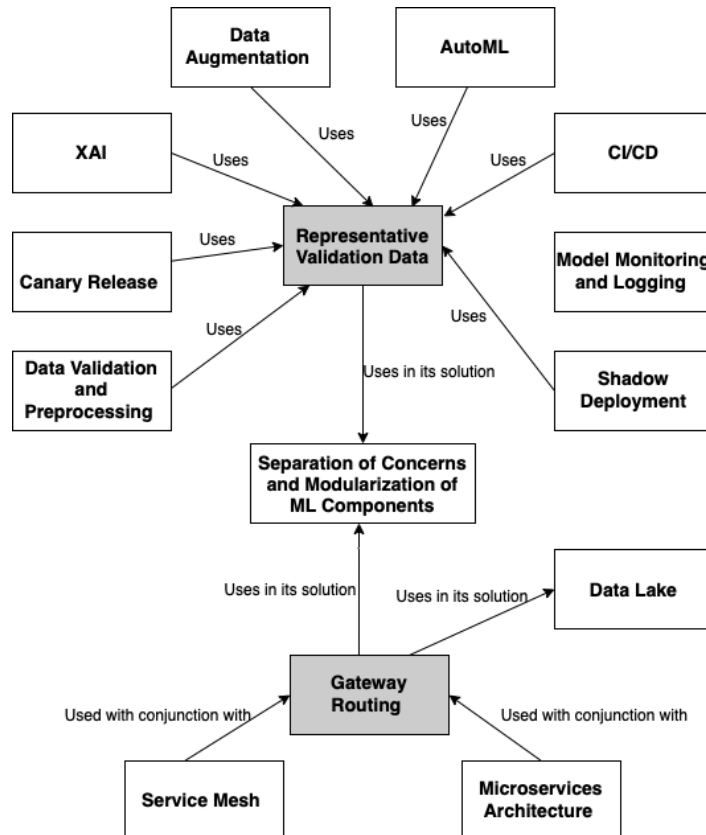 Data
Augmentation
AutoML
Uses
Uses
XAI
Uses
Uses
CI/CD
Representative
Validation Data
Canary Release
Uses
Model Monitoring
and Logging
Data Validation
and
Preprocessing
Uses
Uses
Shadow
Deployment
Uses in its solution
Separation of Concerns
and Modularization of
ML Components
Uses in its solution
Uses in its solution
Data Lake
Gateway
Routing
Used with conjunction with
Used with conjunction with
Service Mesh
Microservices
Architecture